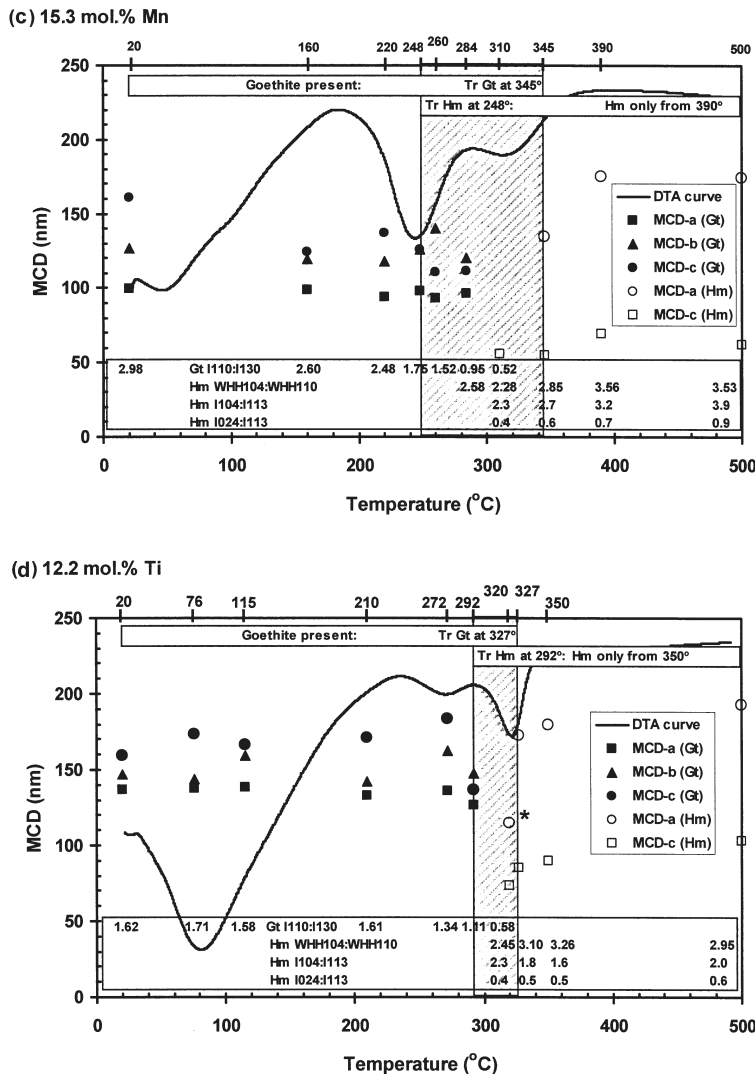 (c) 15.3 mol.% Mn
20 160 220 248 260 284 310 345 390 500
250
Goethite present: Tr Gt at 345°
Tr Hm at 248°: Hm only from 390°
200
DTA curve
MCD-a (Gt)
MCD-b (Gt)
MCD-c (Gt)
MCD-a (Hm)
MCD-c (Hm)
150
MCD (nm)
100
50
2.98 Gt I110:I130 2.60 2.48 1.75 1.52 0.95 0.52
Hm WHH104:WHH110 2.58 2.28 2.85 3.56 3.53
Hm I104:I113 2.3 2.7 3.2 3.9
Hm I024:I113 0.4 0.6 0.7 0.9
0
0 100 200 300 400 500
Temperature (°C)
(d) 12.2 mol.% Ti
20 76 115 210 272 292 320 327 350
250
Goethite present: Tr Gt at 327°
Tr Hm at 292°: Hm only from 350°
200
DTA curve
MCD-a (Gt)
MCD-b (Gt)
MCD-c (Gt)
MCD-a (Hm)
MCD-c (Hm)
150
MCD (nm)
*
100
50
1.62 1.71 1.58 Gt I110:I130 1.61 1.34 1.11 0.58
Hm WHH104:WHH110 2.45 3.10 3.26 2.95
Hm I104:I113 2.3 1.8 1.6 2.0
Hm I024:I113 0.4 0.5 0.5 0.6
0
0 100 200 300 400 500
Temperature (°C)